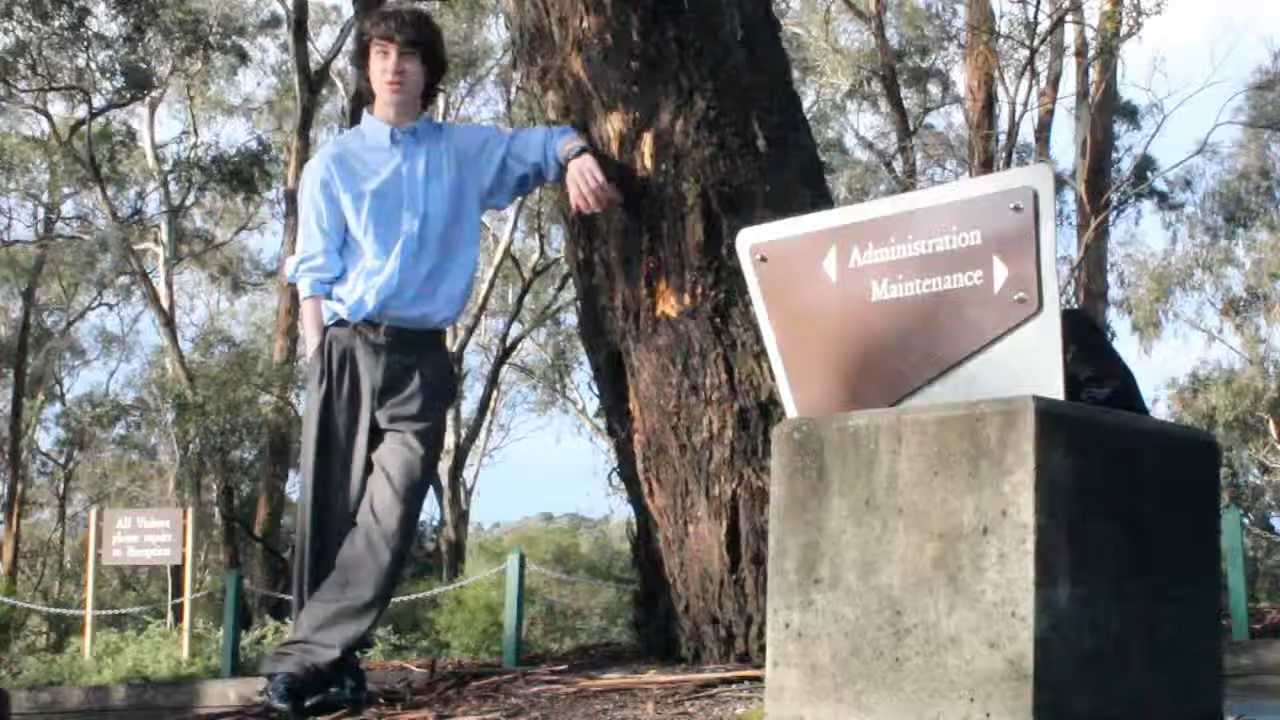 Administration
Maintenance
All Visitors
please report
to Reception